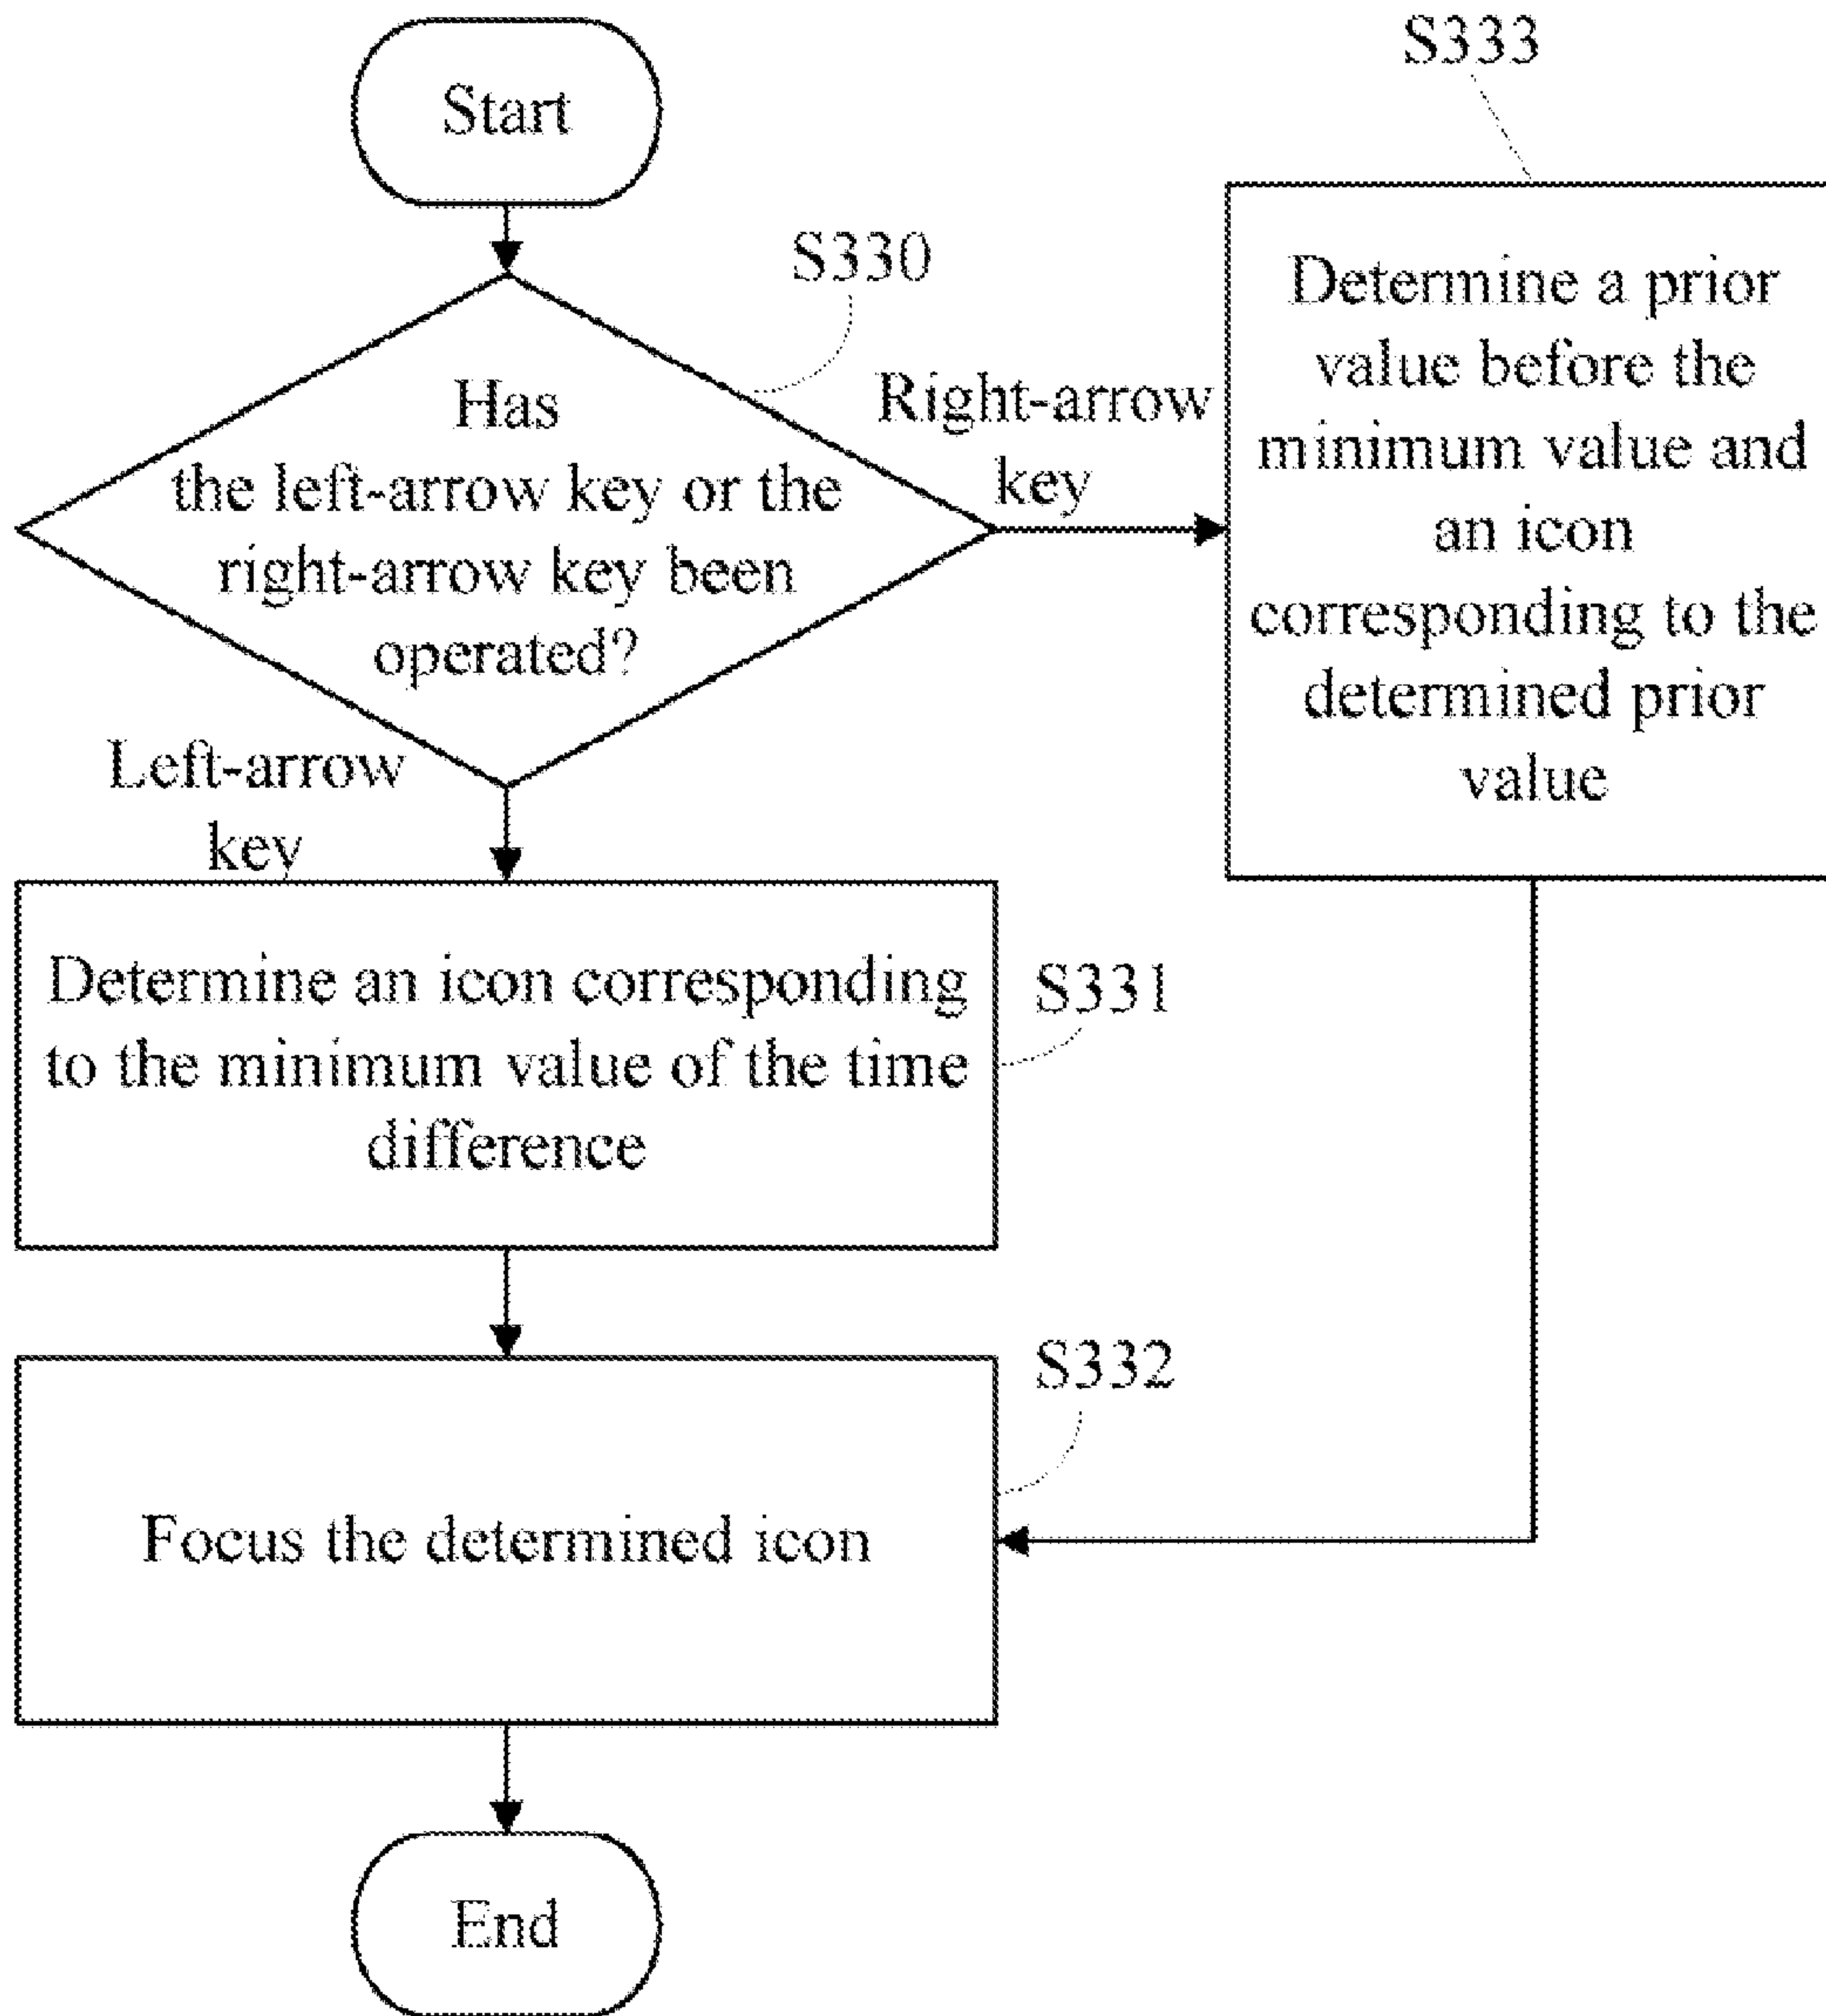 Start
S330
Has
the left-arrow key or the
right-arrow key been
operated?
Right-arrow
key
S333
Determine a prior
value before the
minimum value and
an icon
corresponding to the
determined prior
value
Left-arrow
key
Determine an icon corresponding
to the minimum value of the time
difference
S331
S332
Focus the determined icon
End